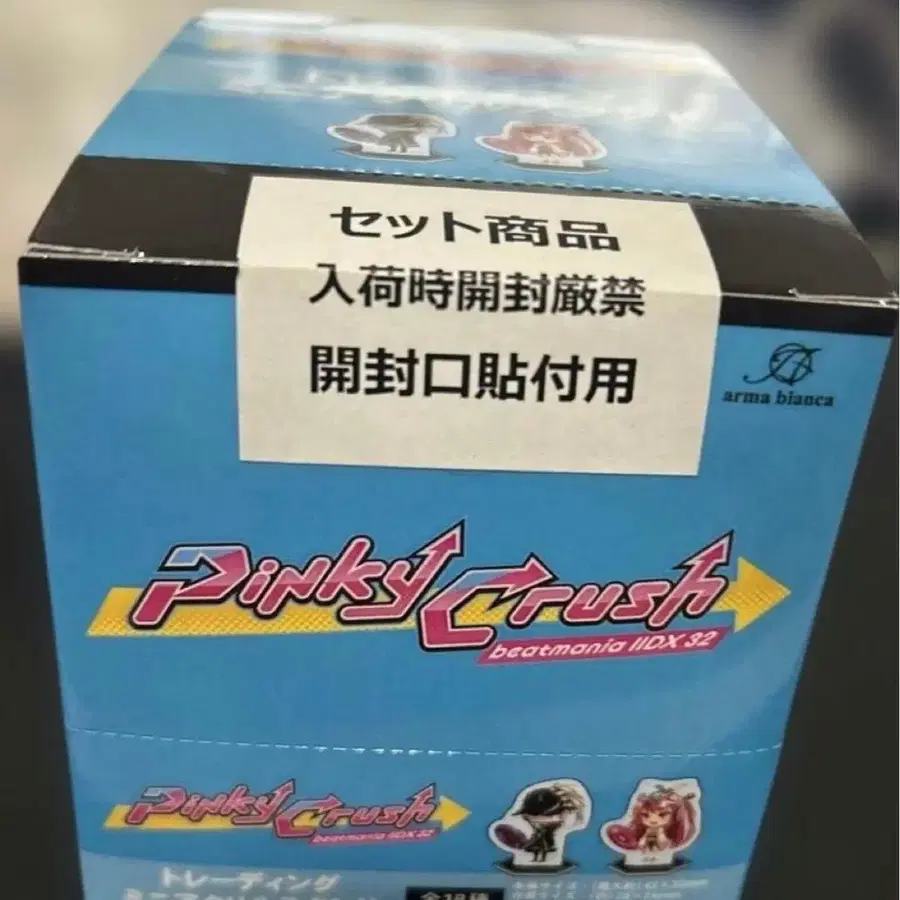 セット商品
入荷時開封厳禁
開封口貼付用
arma bianca
Pinky Crush
beatmania IIDX 32
Pinky Crush
beatmania IIDX 32
トレーディング